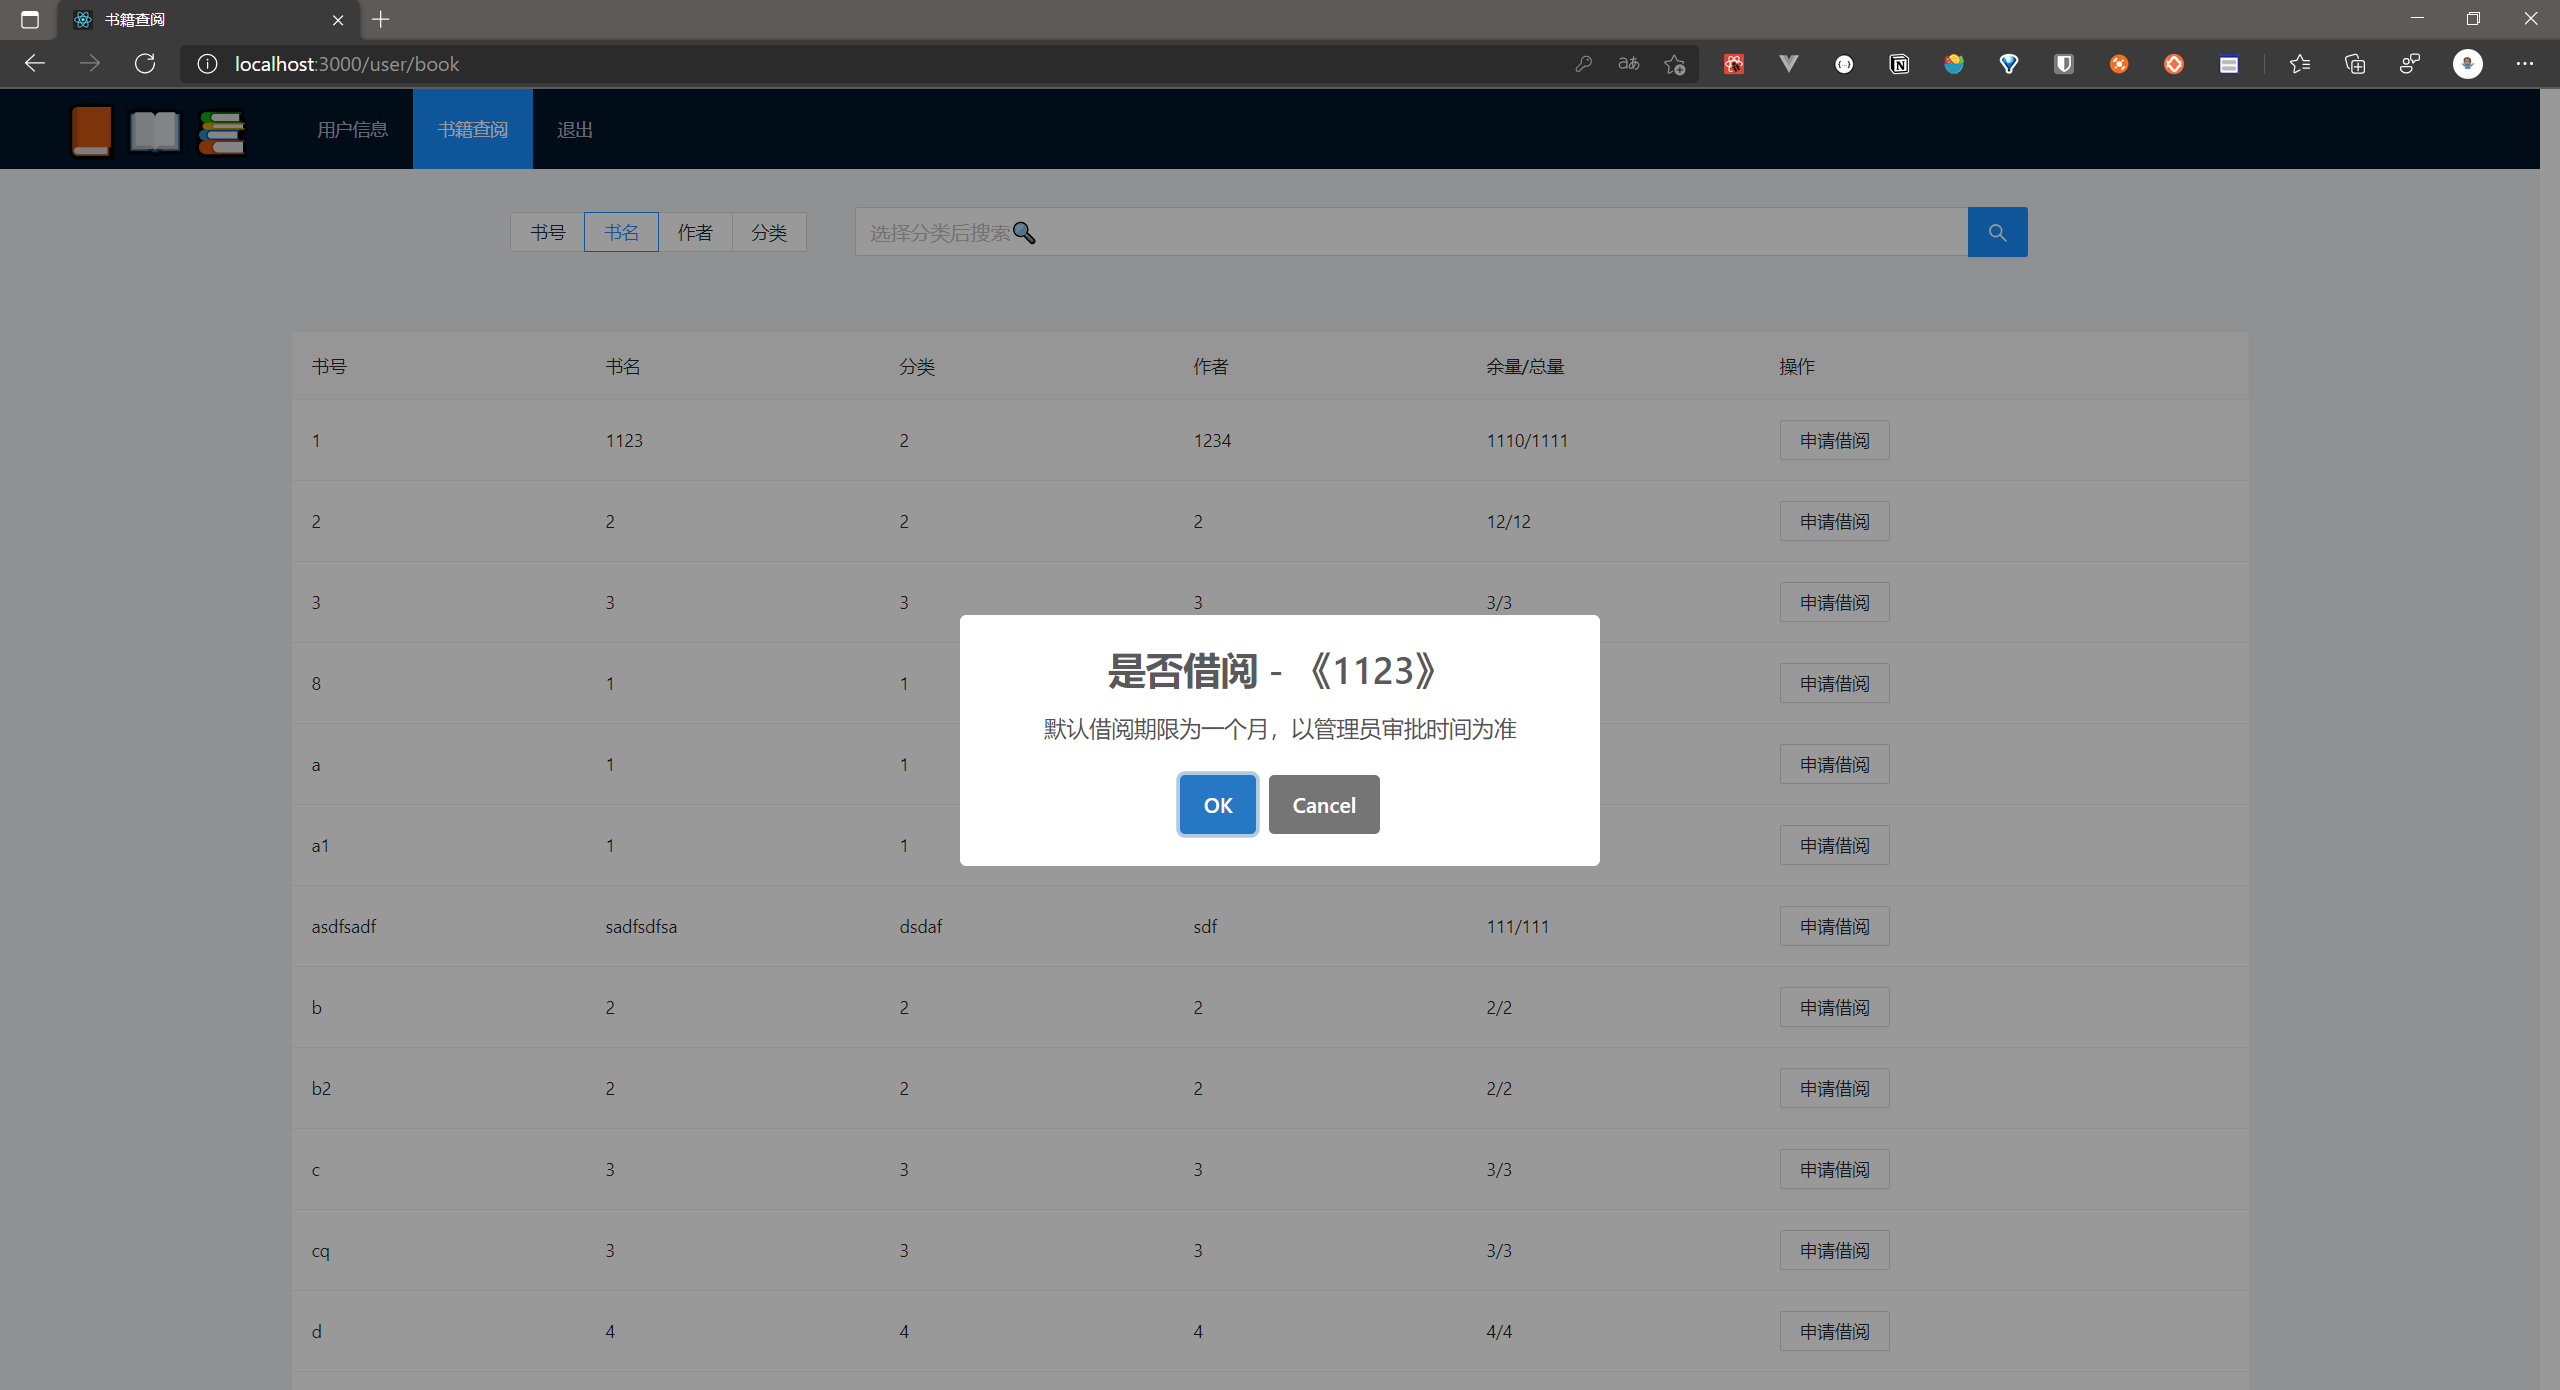 书籍查阅
localhost:3000/user/book
用户信息 书籍查阅 退出
书号 书名 作者 分类 选择分类后搜索🔍
书号 书名 分类 作者 余量/总量 操作
1 1123 2 1234 1110/1111 申请借阅
2 2 2 2 12/12 申请借阅
3 3 3 3 3/3 申请借阅
8 1 1 申请借阅
a 1 1 申请借阅
a1 1 1 申请借阅
是否借阅 - 《1123》
默认借阅期限为一个月，以管理员审批时间为准
OK Cancel
asdfsadf sadfsdfsa dsdaf sdf 111/111 申请借阅
b 2 2 2 2/2 申请借阅
b2 2 2 2 2/2 申请借阅
c 3 3 3 3/3 申请借阅
cq 3 3 3 3/3 申请借阅
d 4 4 4 4/4 申请借阅